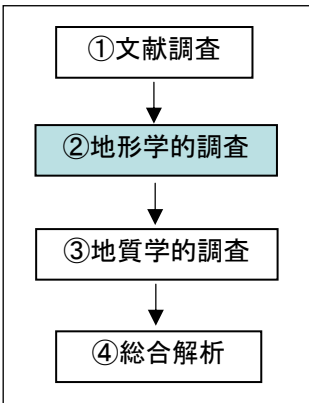 ①文献調査
②地形学的調査
③地質学的調査
④総合解析